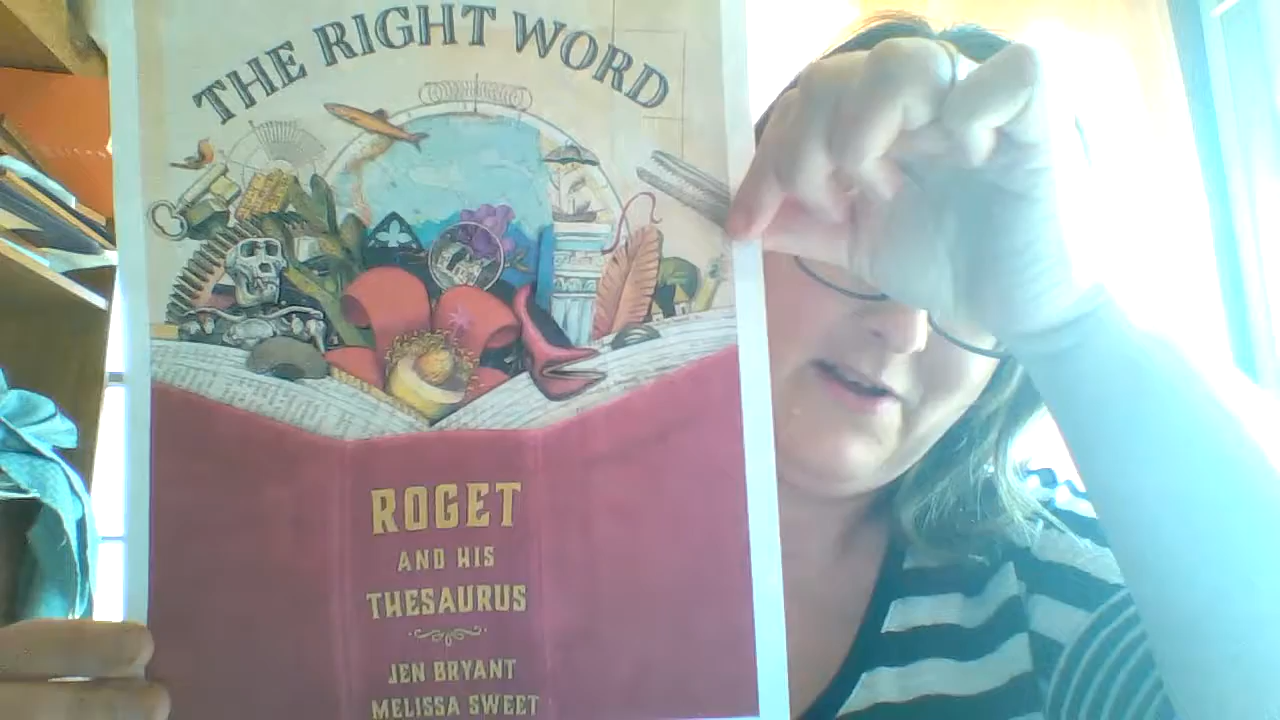 THE RIGHT WORD
ROGET
AND HIS
THESAURUS
JEN BRYANT
MELISSA SWEET